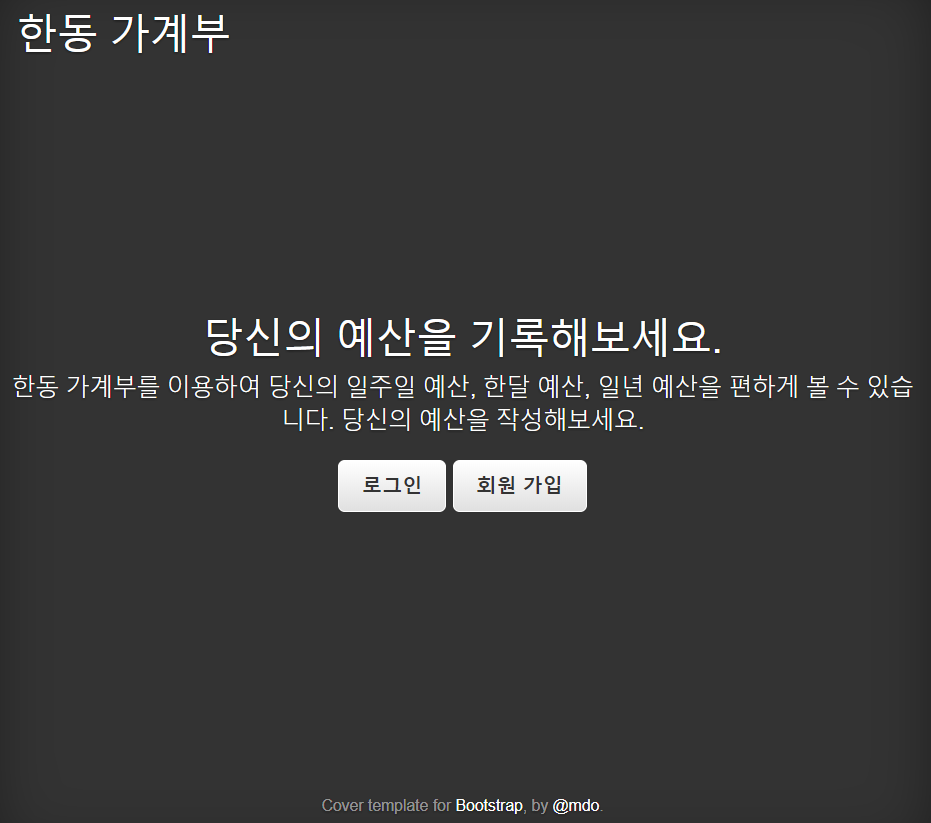 한동 가계부
당신의 예산을 기록해보세요.
한동 가계부를 이용하여 당신의 일주일 예산, 한달 예산, 일년 예산을 편하게 볼 수 있습
니다. 당신의 예산을 작성해보세요.
로그인 회원 가입
Cover template for Bootstrap, by @mdo.